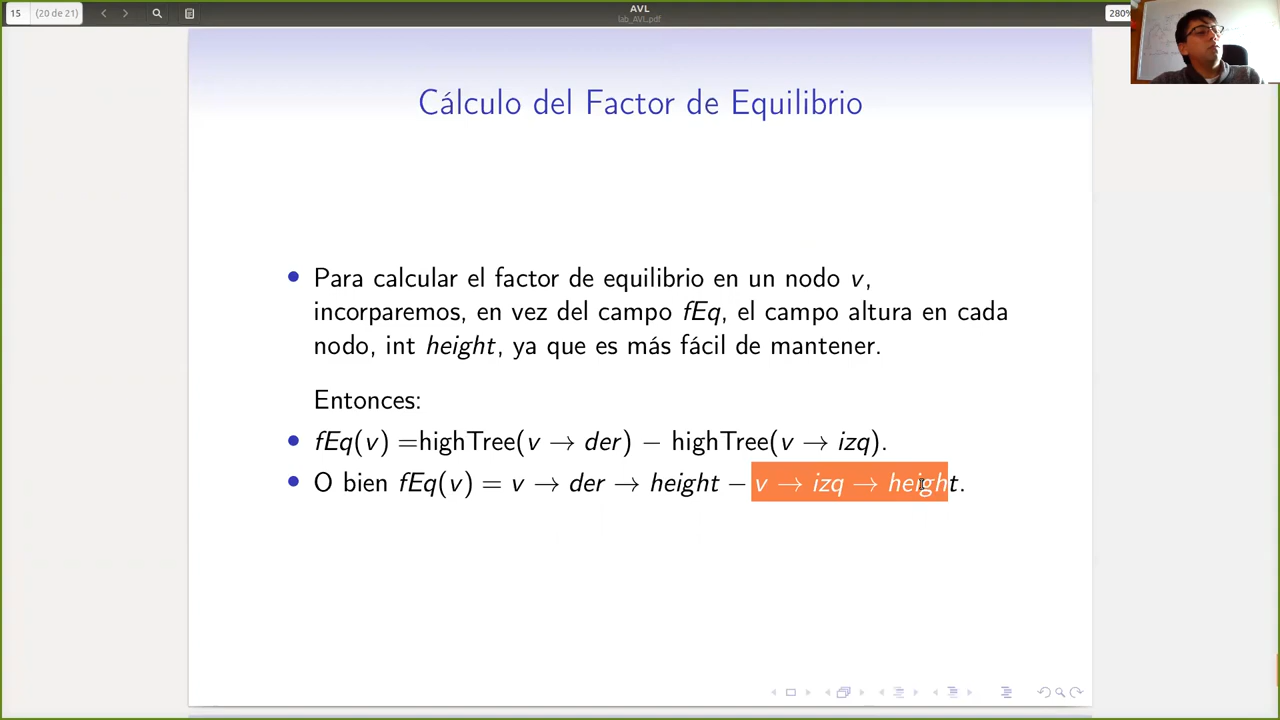 15 (20 de 21)
AVL
lab_AVL.pdf
280%
Cálculo del Factor de Equilibrio
• Para calcular el factor de equilibrio en un nodo v,
incorparemos, en vez del campo fEq, el campo altura en cada
nodo, int height, ya que es más fácil de mantener.
Entonces:
• fEq(v) =highTree(v → der) − highTree(v → izq).
• O bien fEq(v) = v → der → height − v → izq → height.